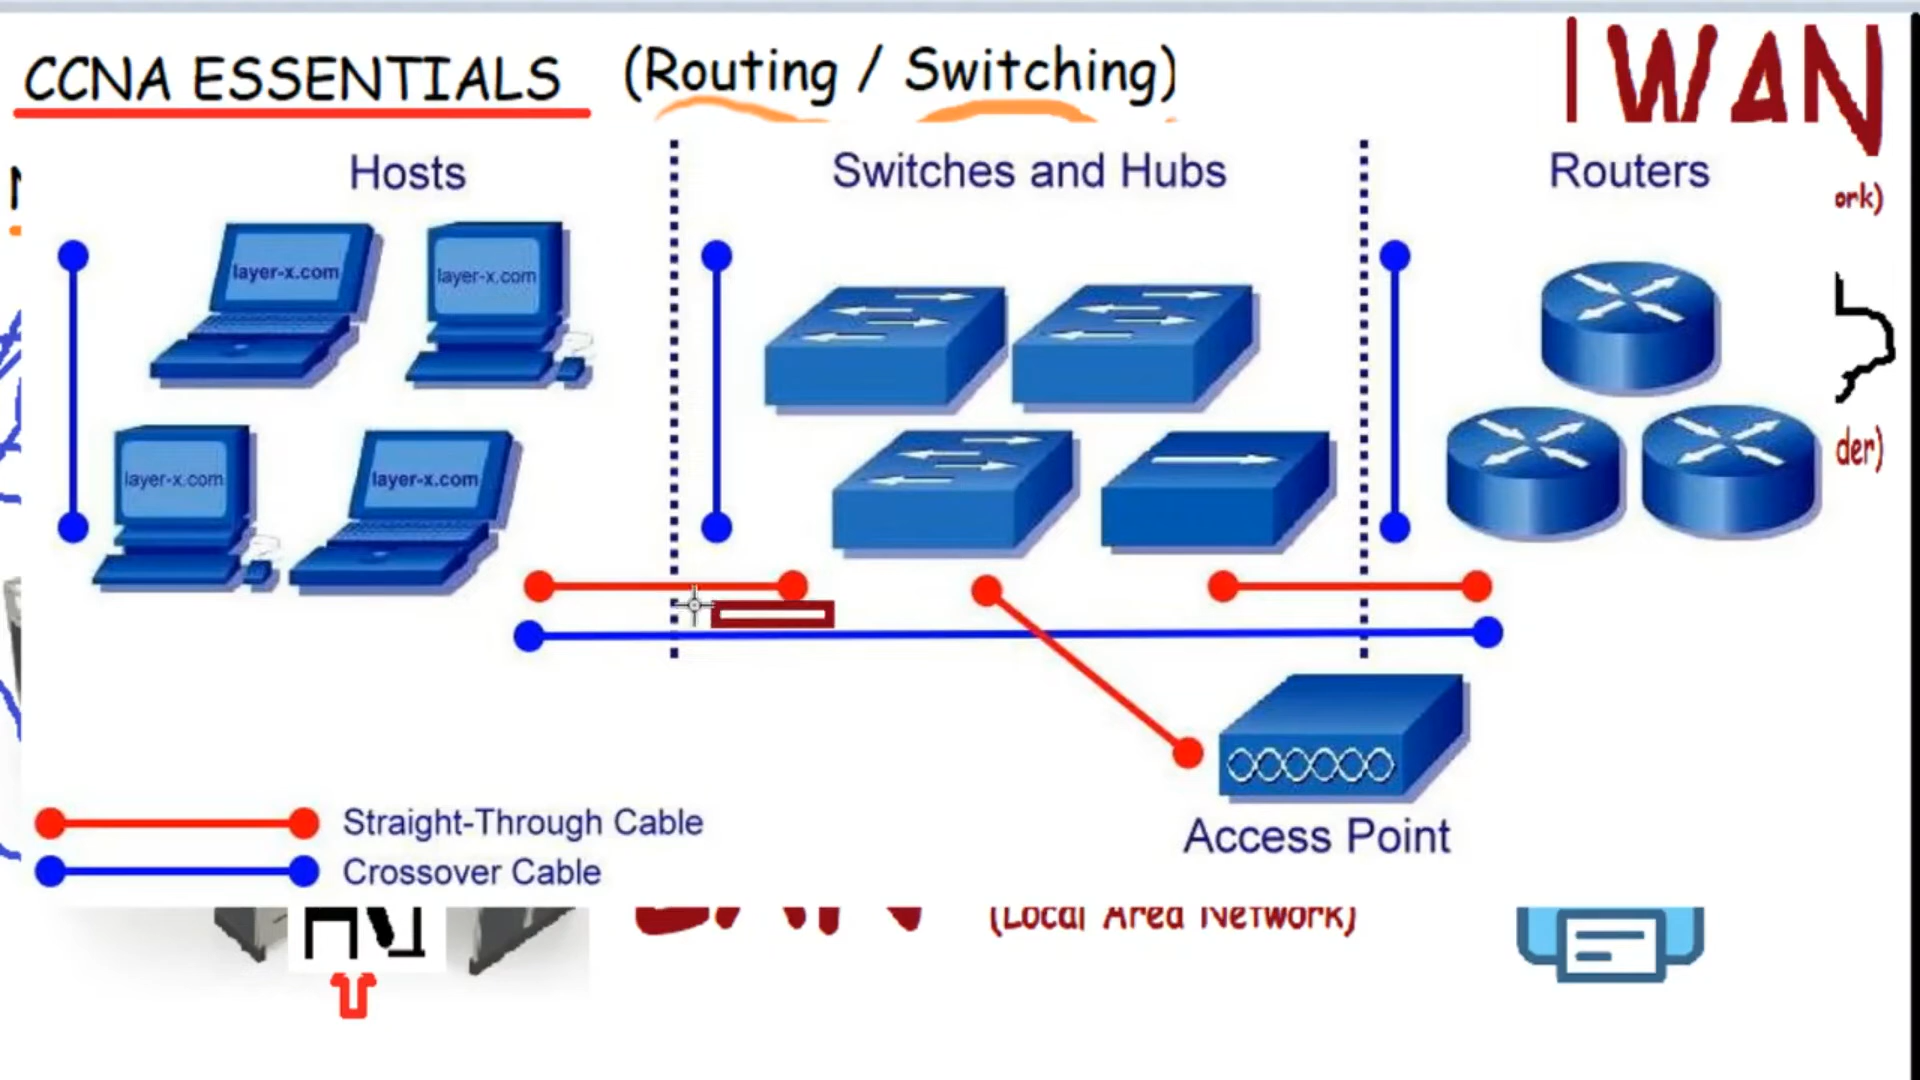 CCNA ESSENTIALS (Routing / Switching)
WAN
Hosts
Switches and Hubs
Routers
ork)
layer-x.com
layer-x.com
layer-x.com
layer-x.com
der)
Straight-Through Cable
Crossover Cable
Access Point
(Local Area Network)